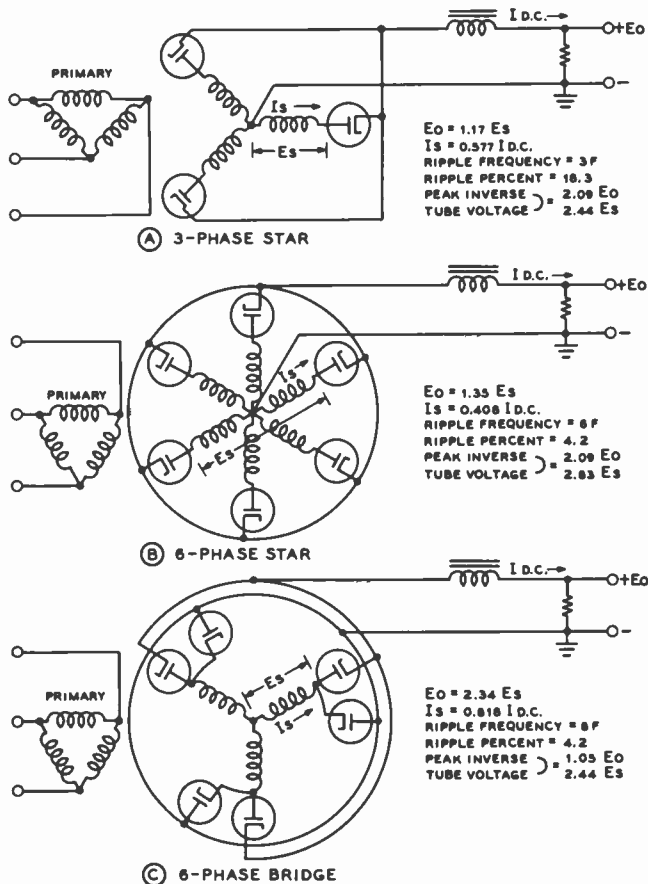 I D.C.→
+Eo
PRIMARY
Is →
Es
−
Eo = 1.17 Es
Is = 0.577 I D.C.
RIPPLE FREQUENCY = 3F
RIPPLE PERCENT = 18.3
PEAK INVERSE ) = 2.09 Eo
TUBE VOLTAGE 2.44 Es
A 3-PHASE STAR
I D.C.→
+Eo
Is →
−
PRIMARY
Es
Eo = 1.35 Es
Is = 0.408 I D.C.
RIPPLE FREQUENCY = 6F
RIPPLE PERCENT = 4.2
PEAK INVERSE ) = 2.09 Eo
TUBE VOLTAGE 2.83 Es
B 6-PHASE STAR
I D.C.→
+Eo
−
Es
PRIMARY
Is →
Eo = 2.34 Es
Is = 0.816 I D.C.
RIPPLE FREQUENCY = 6F
RIPPLE PERCENT = 4.2
PEAK INVERSE ) = 1.05 Eo
TUBE VOLTAGE 2.44 Es
C 6-PHASE BRIDGE